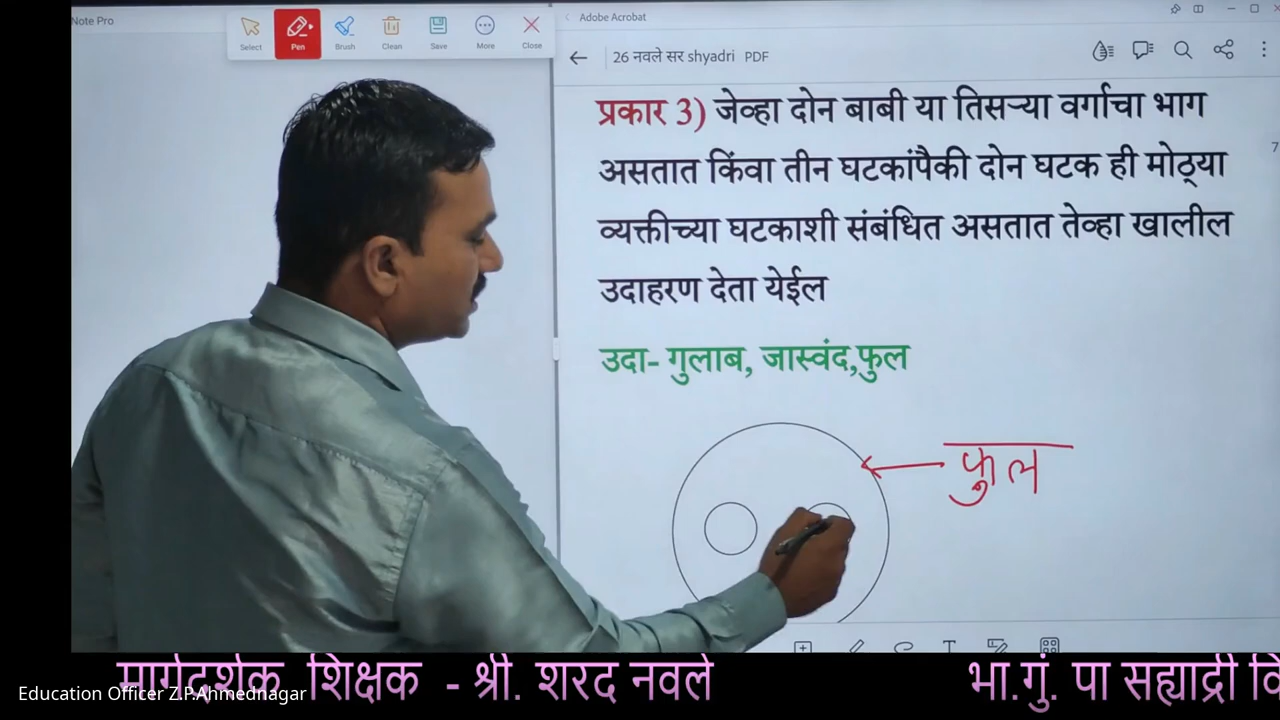 Note Pro
Select Pen Brush Clean Save More Close
Adobe Acrobat
26 नवले सर shyadri PDF
प्रकार 3) जेव्हा दोन बाबी या तिसऱ्या वर्गाचा भाग
असतात किंवा तीन घटकांपैकी दोन घटक ही मोठ्या
व्यक्तीच्या घटकाशी संबंधित असतात तेव्हा खालील
उदाहरण देता येईल
उदा- गुलाब, जास्वंद,फुल
फुल
7
मार्गदर्शक शिक्षक - श्री. शरद नवले
भा.गुं. पा सह्याद्री
Education Officer Z.P.Ahmednagar